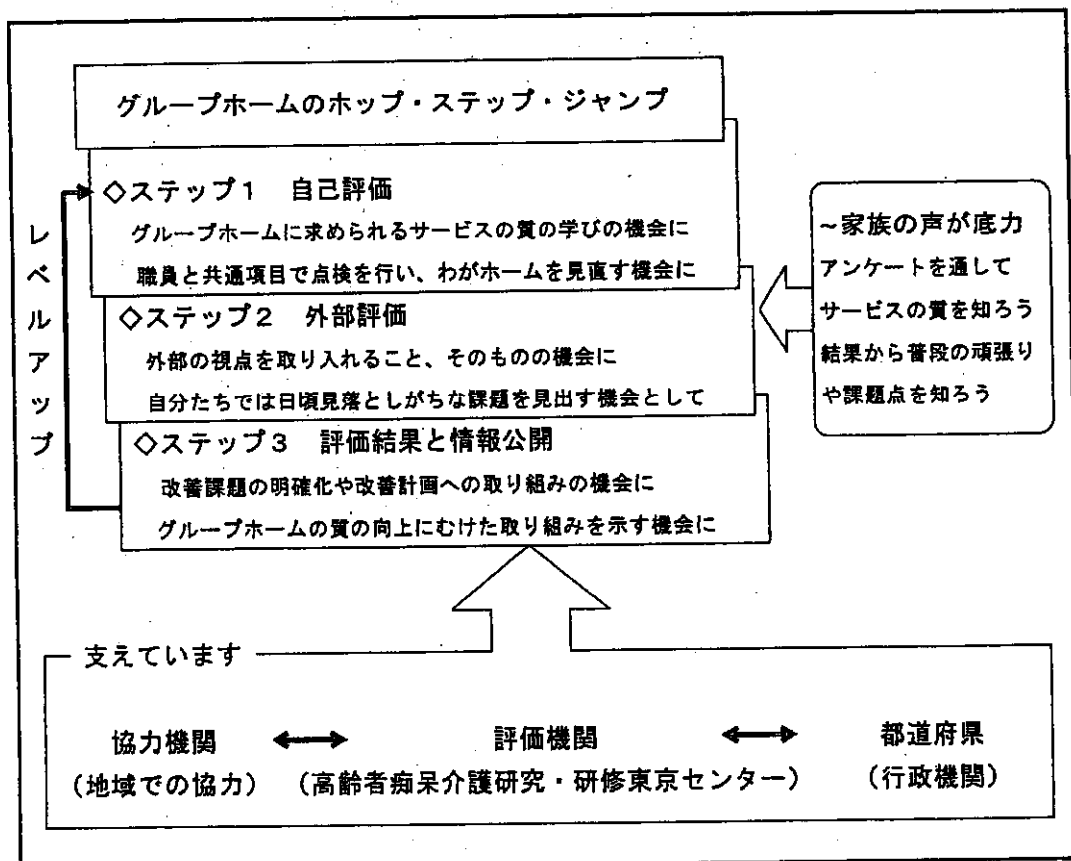 グループホームのホップ・ステップ・ジャンプ
◇ステップ1 自己評価
グループホームに求められるサービスの質の学びの機会に
職員と共通項目で点検を行い、わがホームを見直す機会に
◇ステップ2 外部評価
外部の視点を取り入れること、そのものの機会に
自分たちでは日頃見落としがちな課題を見出す機会として
◇ステップ3 評価結果と情報公開
改善課題の明確化や改善計画への取り組みの機会に
グループホームの質の向上にむけた取り組みを示す機会に
レベルアップ
~家族の声が底力
アンケートを通して
サービスの質を知ろう
結果から普段の頑張り
や課題点を知ろう
支えています
協力機関 評価機関 都道府県
(地域での協力) (高齢者痴呆介護研究・研修東京センター) (行政機関)